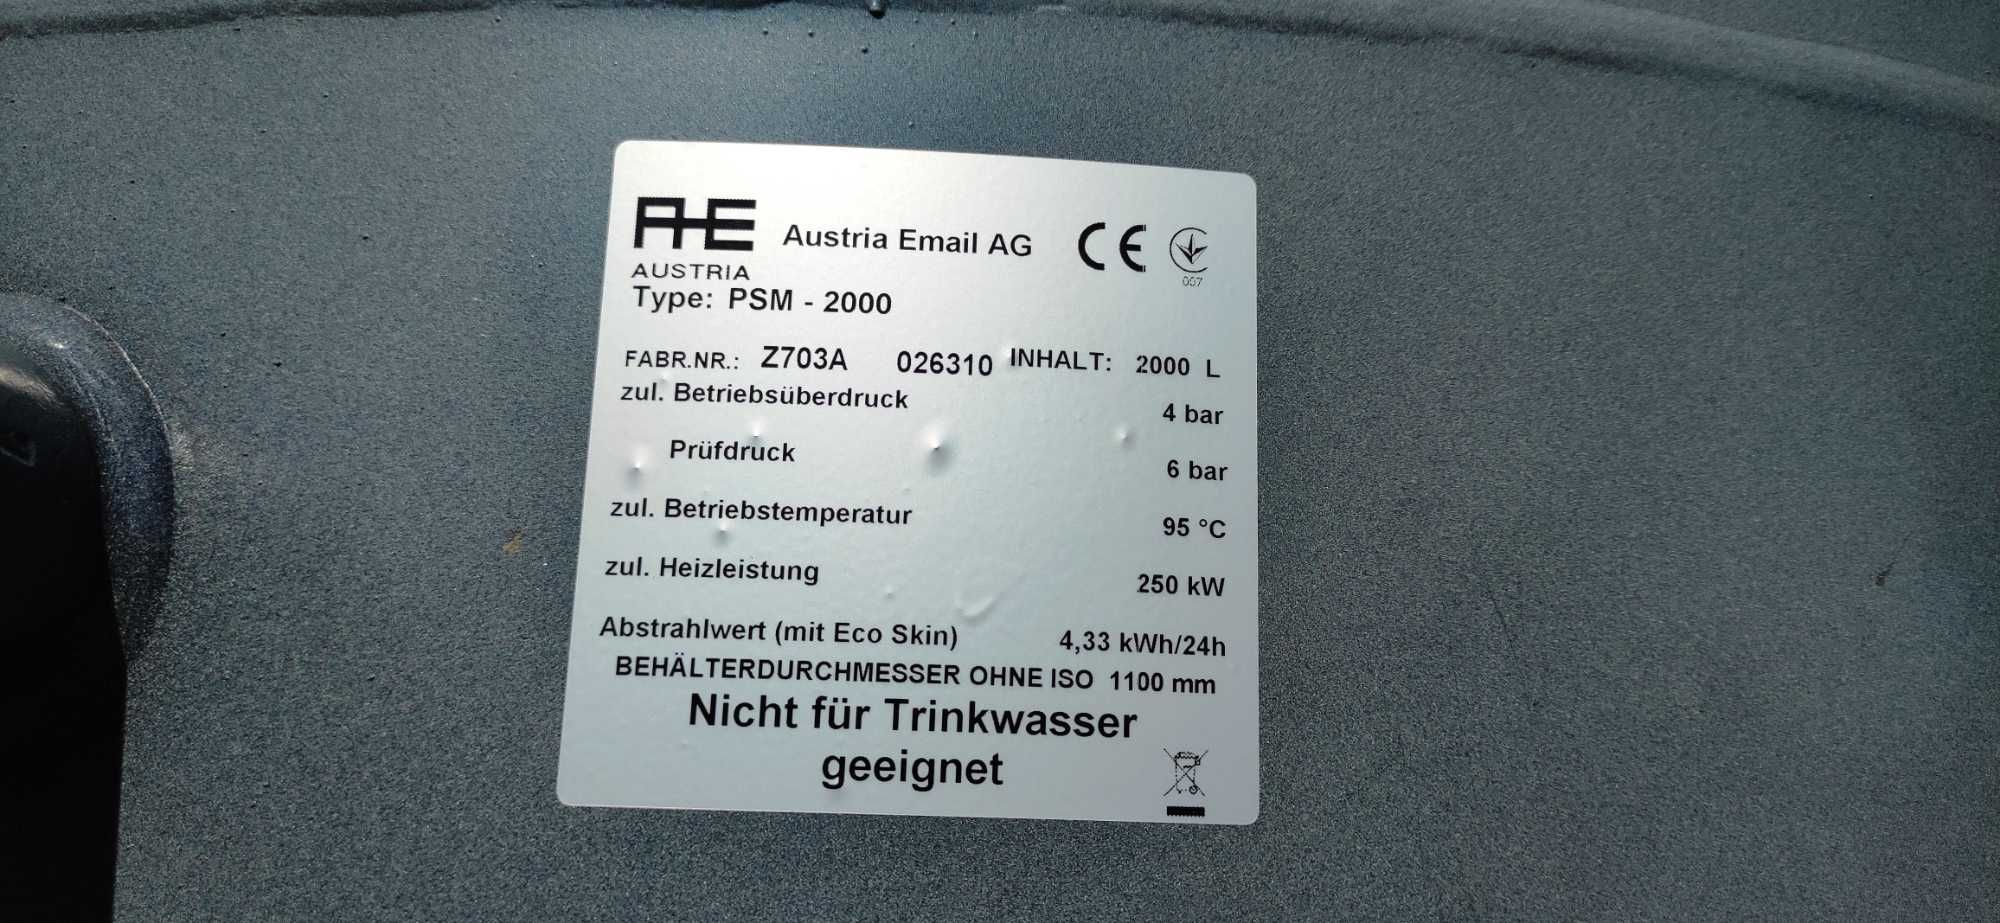 AE Austria Email AG CE
AUSTRIA 007
Type: PSM - 2000
FABR.NR.: Z703A 026310 INHALT: 2000 L
zul. Betriebsüberdruck 4 bar
Prüfdruck 6 bar
zul. Betriebstemperatur 95 °C
zul. Heizleistung 250 kW
Abstrahlwert (mit Eco Skin) 4,33 kWh/24h
BEHÄLTERDURCHMESSER OHNE ISO 1100 mm
Nicht für Trinkwasser
geeignet